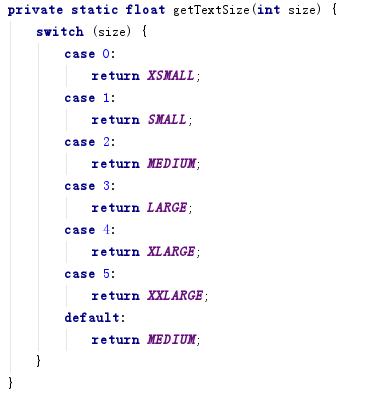 private static float getTextSize(int size) {
    switch (size) {
        case 0:
            return XSMALL;
        case 1:
            return SMALL;
        case 2:
            return MEDIUM;
        case 3:
            return LARGE;
        case 4:
            return XLARGE;
        case 5:
            return XXLARGE;
        default:
            return MEDIUM;
    }
}